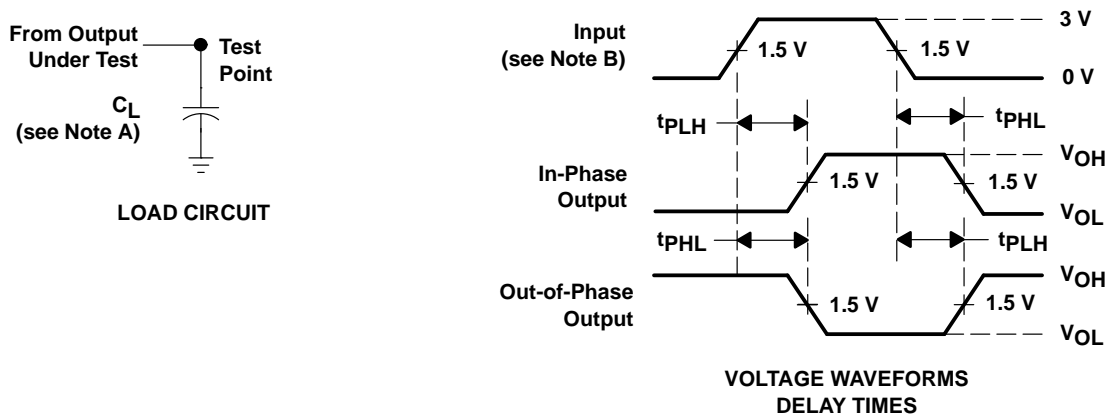 From Output
Under Test
Test
Point
CL
(see Note A)
LOAD CIRCUIT
Input
(see Note B)
1.5 V
1.5 V
3 V
0 V
tPLH
tPHL
In-Phase
Output
1.5 V
1.5 V
VOH
VOL
tPHL
tPLH
Out-of-Phase
Output
1.5 V
1.5 V
VOH
VOL
VOLTAGE WAVEFORMS
DELAY TIMES